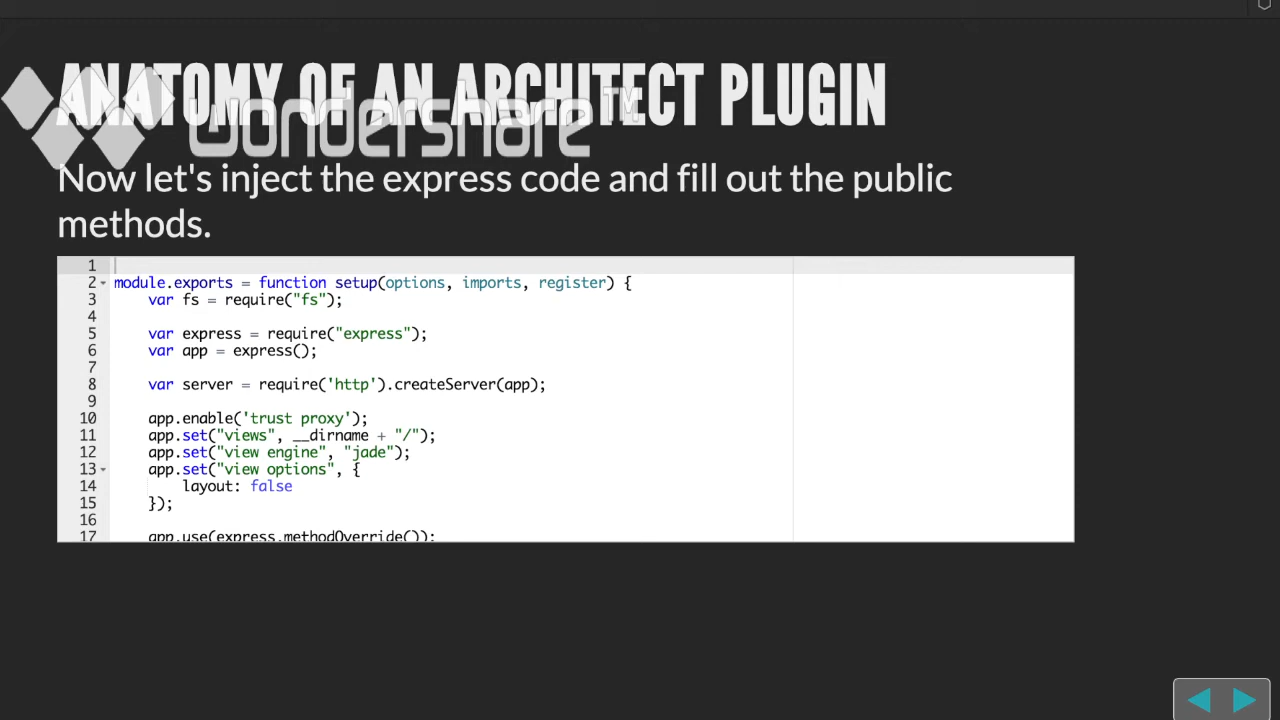 ANATOMY OF AN ARCHITECT PLUGIN
wondershare™
Now let's inject the express code and fill out the public
methods.
1
2 module.exports = function setup(options, imports, register) {
3 var fs = require("fs");
4
5 var express = require("express");
6 var app = express();
7
8 var server = require('http').createServer(app);
9
10 app.enable('trust proxy');
11 app.set("views", __dirname + "/");
12 app.set("view engine", "jade");
13 app.set("view options", {
14 layout: false
15 });
16
17 app.use(express.methodOverride());